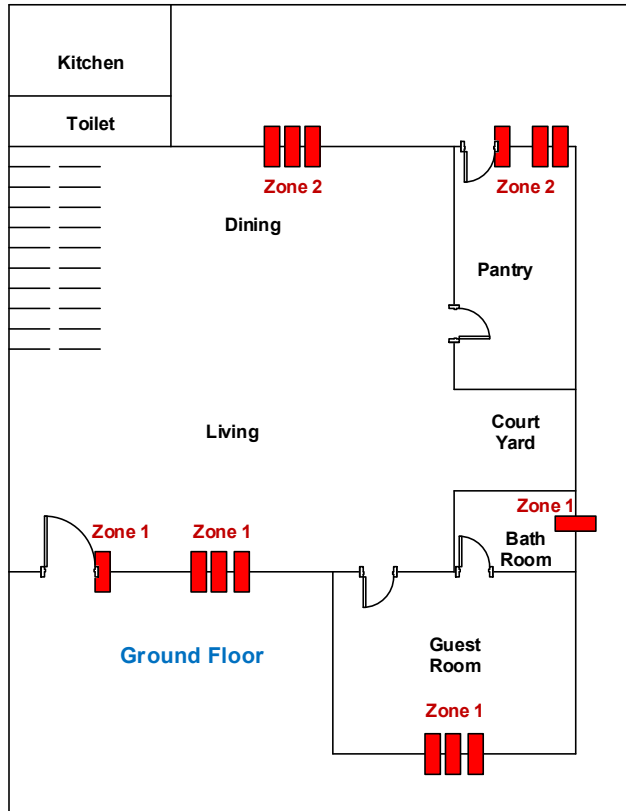 Kitchen
Toilet
Zone 2
Zone 2
Dining
Pantry
Living
Court
Yard
Zone 1
Zone 1
Zone 1
Bath
Room
Ground Floor
Guest
Room
Zone 1